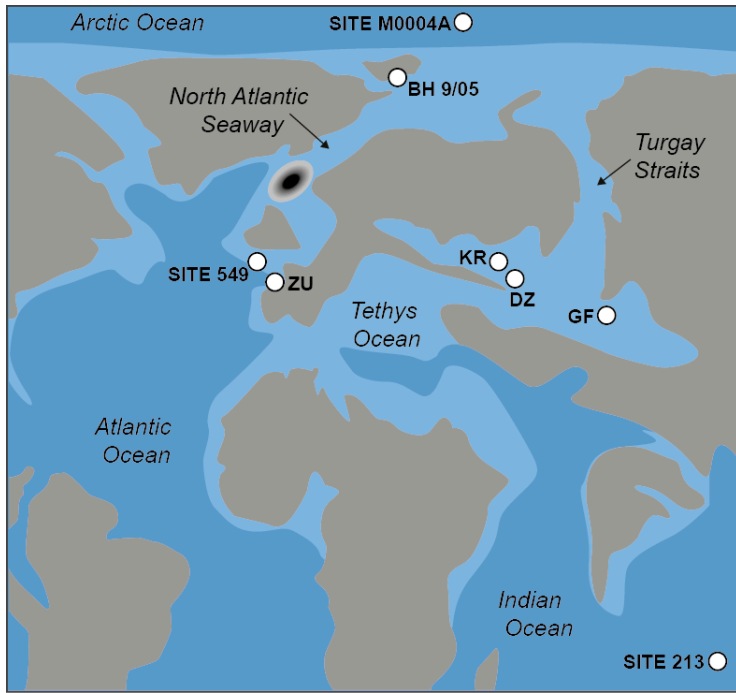 Arctic Ocean
SITE M0004A
BH 9/05
North Atlantic
Seaway
Turgay
Straits
KR
SITE 549
ZU
DZ
Tethys
Ocean
GF
Atlantic
Ocean
Indian
Ocean
SITE 213